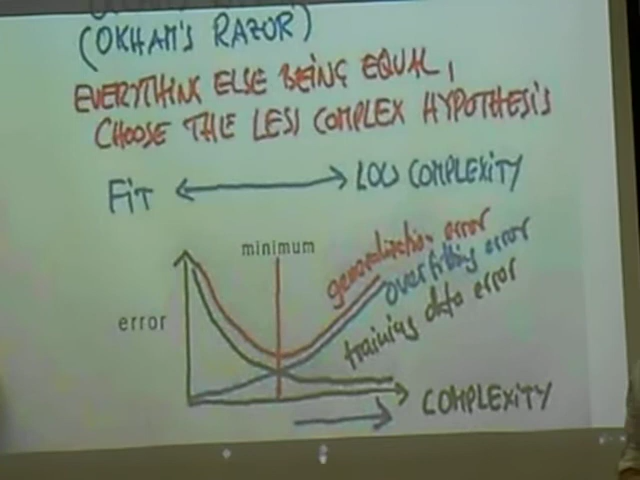 (OKHAM'S RAZOR)
EVERYTHING ELSE BEING EQUAL,
CHOOSE THE LESS COMPLEX HYPOTHESIS
FIT LOW COMPLEXITY
minimum
generalization error
overfitting error
training data error
error
COMPLEXITY